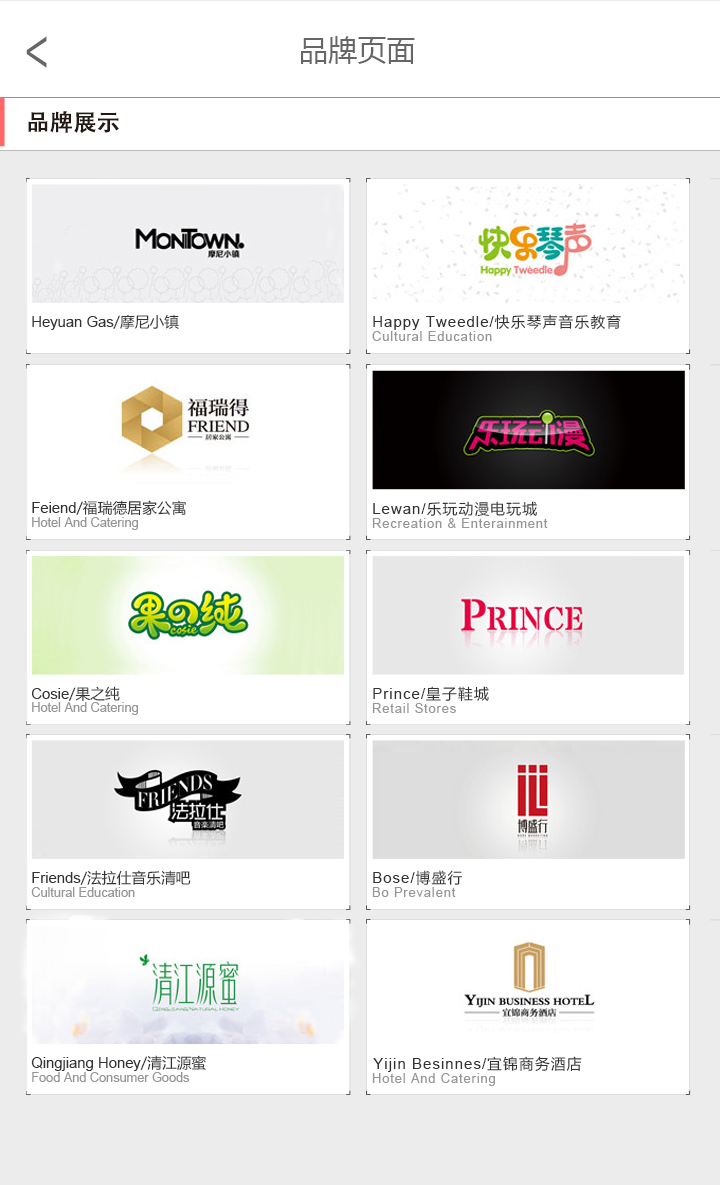 品牌页面
品牌展示
MONITOWN.
摩尼小镇
Heyuan Gas/摩尼小镇
快乐琴声
Happy Tweedle
Happy Tweedle/快乐琴声音乐教育
Cultural Education
福瑞得
FRIEND
居家公寓
Feiend/福瑞德居家公寓
Hotel And Catering
乐玩动漫
Lewan/乐玩动漫电玩城
Recreation & Enterainment
果の纯
cosie
Cosie/果之纯
Hotel And Catering
PRINCE
Prince/皇子鞋城
Retail Stores
FRIENDS
法拉仕
音楽清吧
Friends/法拉仕音乐清吧
Cultural Education
博盛行
Bose/博盛行
Bo Prevalent
清江源蜜
QINGJIANG NATURAL HONEY
Qingjiang Honey/清江源蜜
Food And Consumer Goods
YIJIN BUSINESS HOTEL
宜锦商务酒店
Yijin Besinnes/宜锦商务酒店
Hotel And Catering